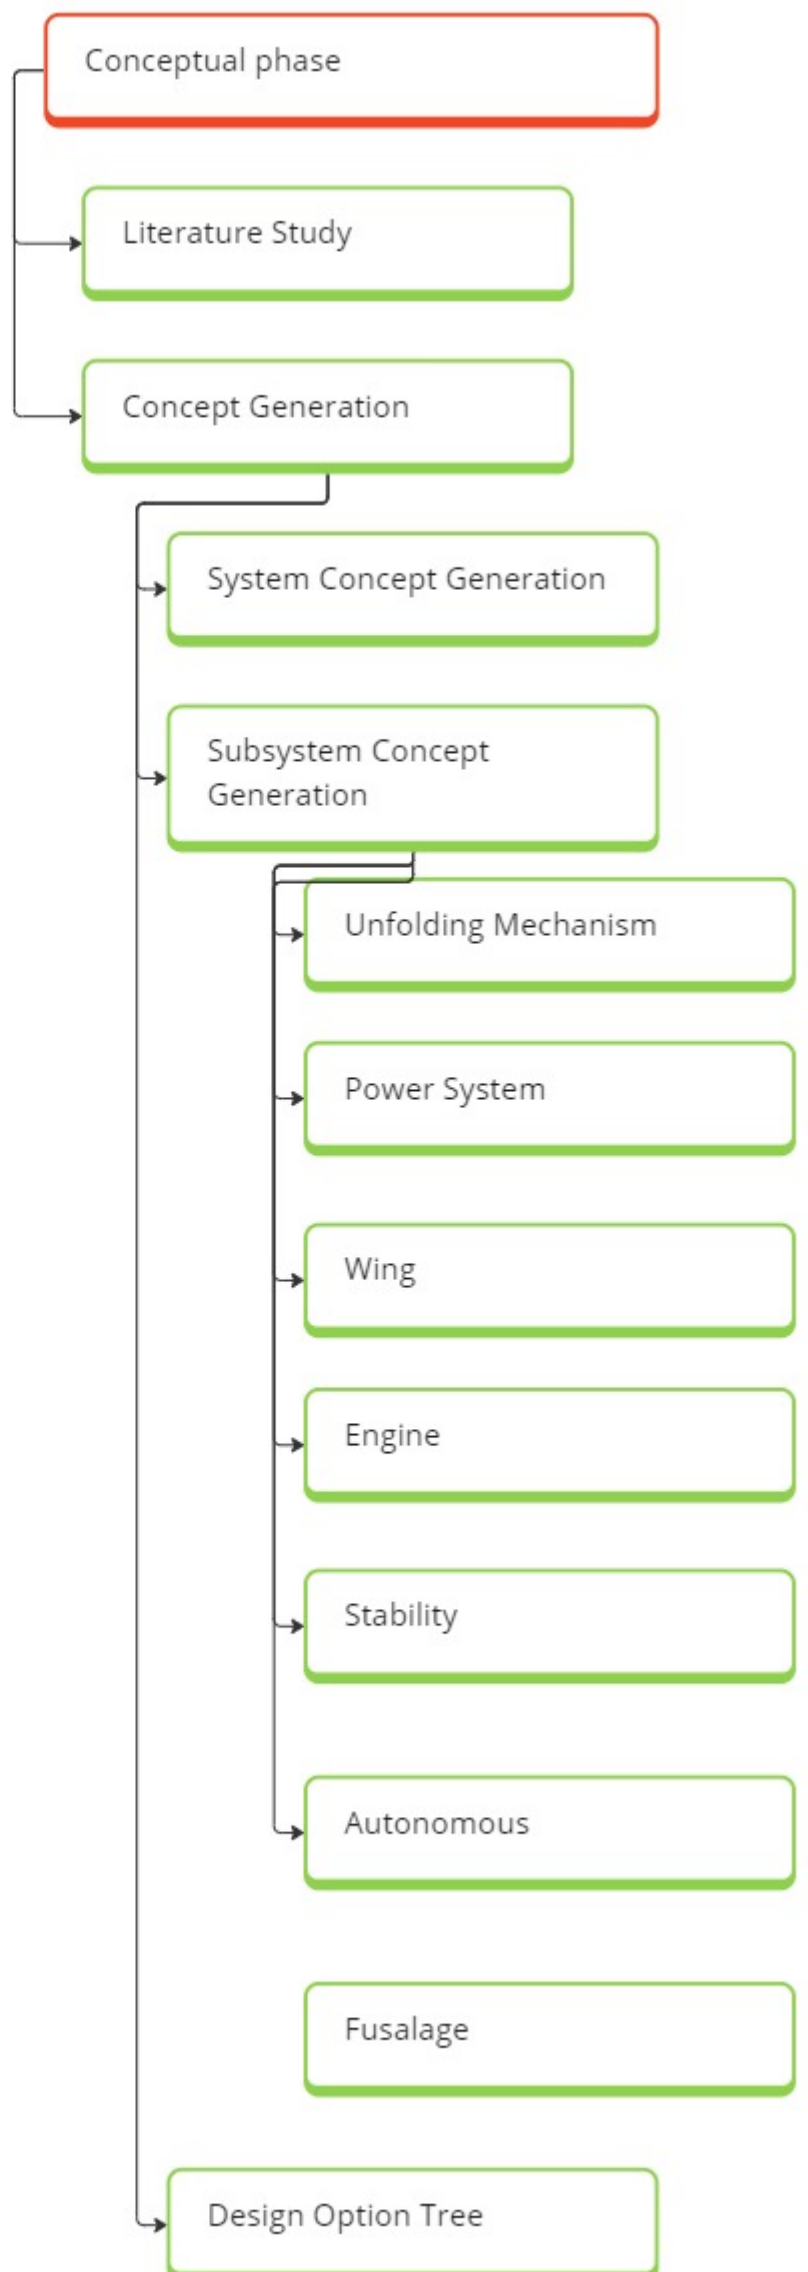 Conceptual phase
Literature Study
Concept Generation
System Concept Generation
Subsystem Concept
Generation
Unfolding Mechanism
Power System
Wing
Engine
Stability
Autonomous
Fusalage
Design Option Tree